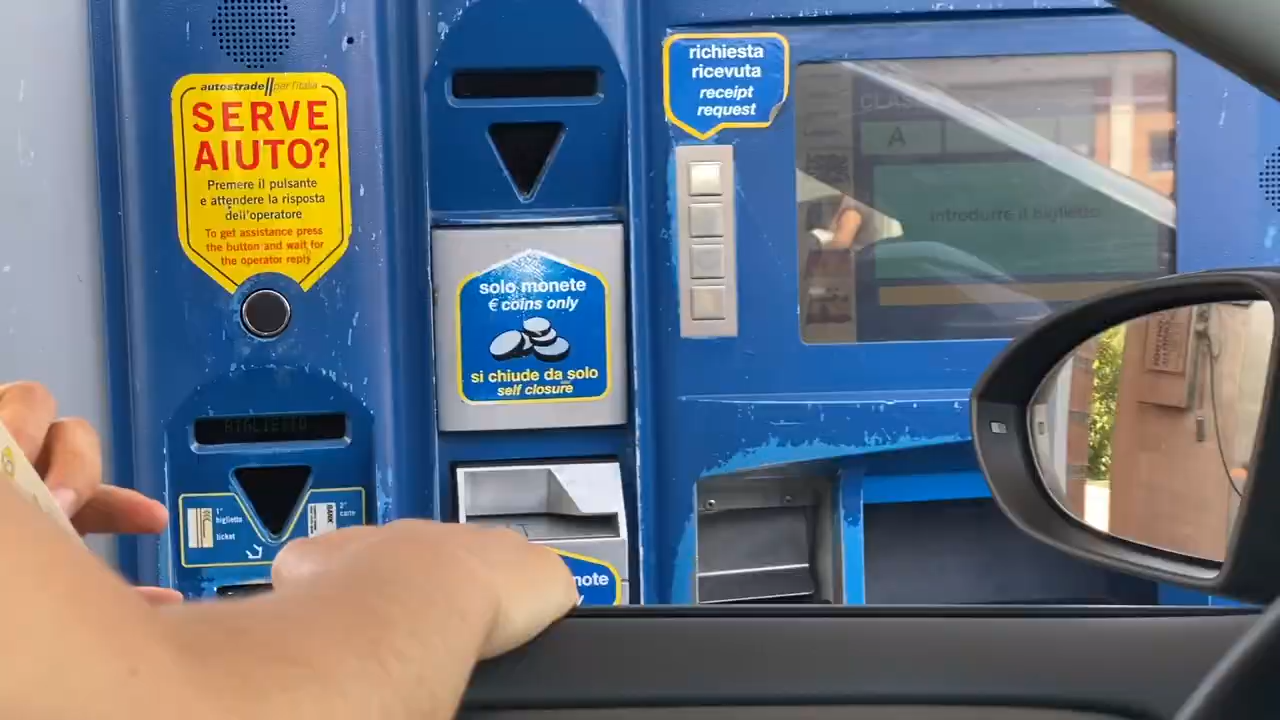 autostrade//per l'italia
SERVE
AIUTO?
Premere il pulsante
e attendere la risposta
dell'operatore
To get assistance press
the button and wait for
the operator reply
BIGLIETTO
1°
biglietto
ticket
BANK
2°
carte
solo monete
€ coins only
si chiude da solo
self closure
note
richiesta
ricevuta
receipt
request
CLASS
A
Introdurre il biglietto